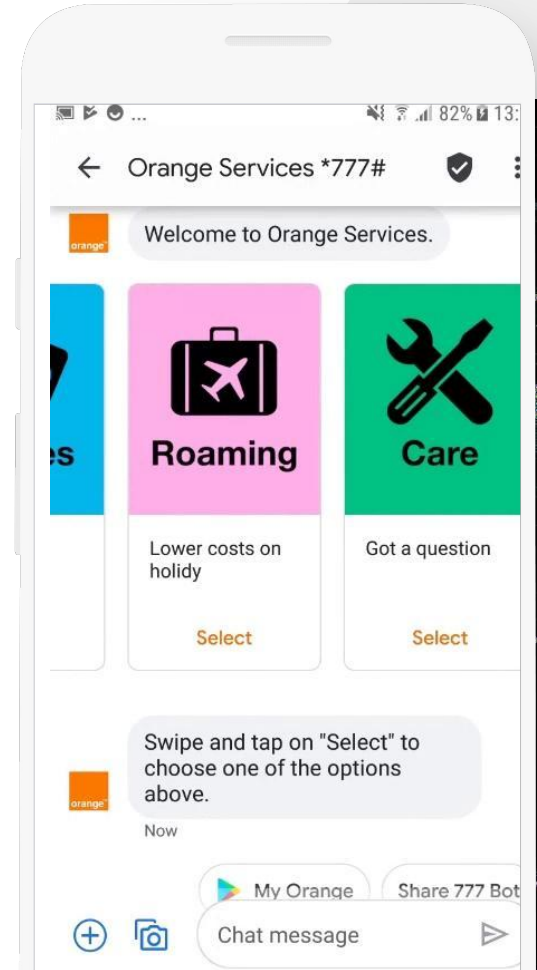 ... 82% 13:
Orange Services *777#
orange™
Welcome to Orange Services.
es
Roaming
Care
Lower costs on
holidy
Got a question
Select
Select
Swipe and tap on "Select" to
choose one of the options
above.
orange™
Now
My Orange
Share 777 Bot
Chat message